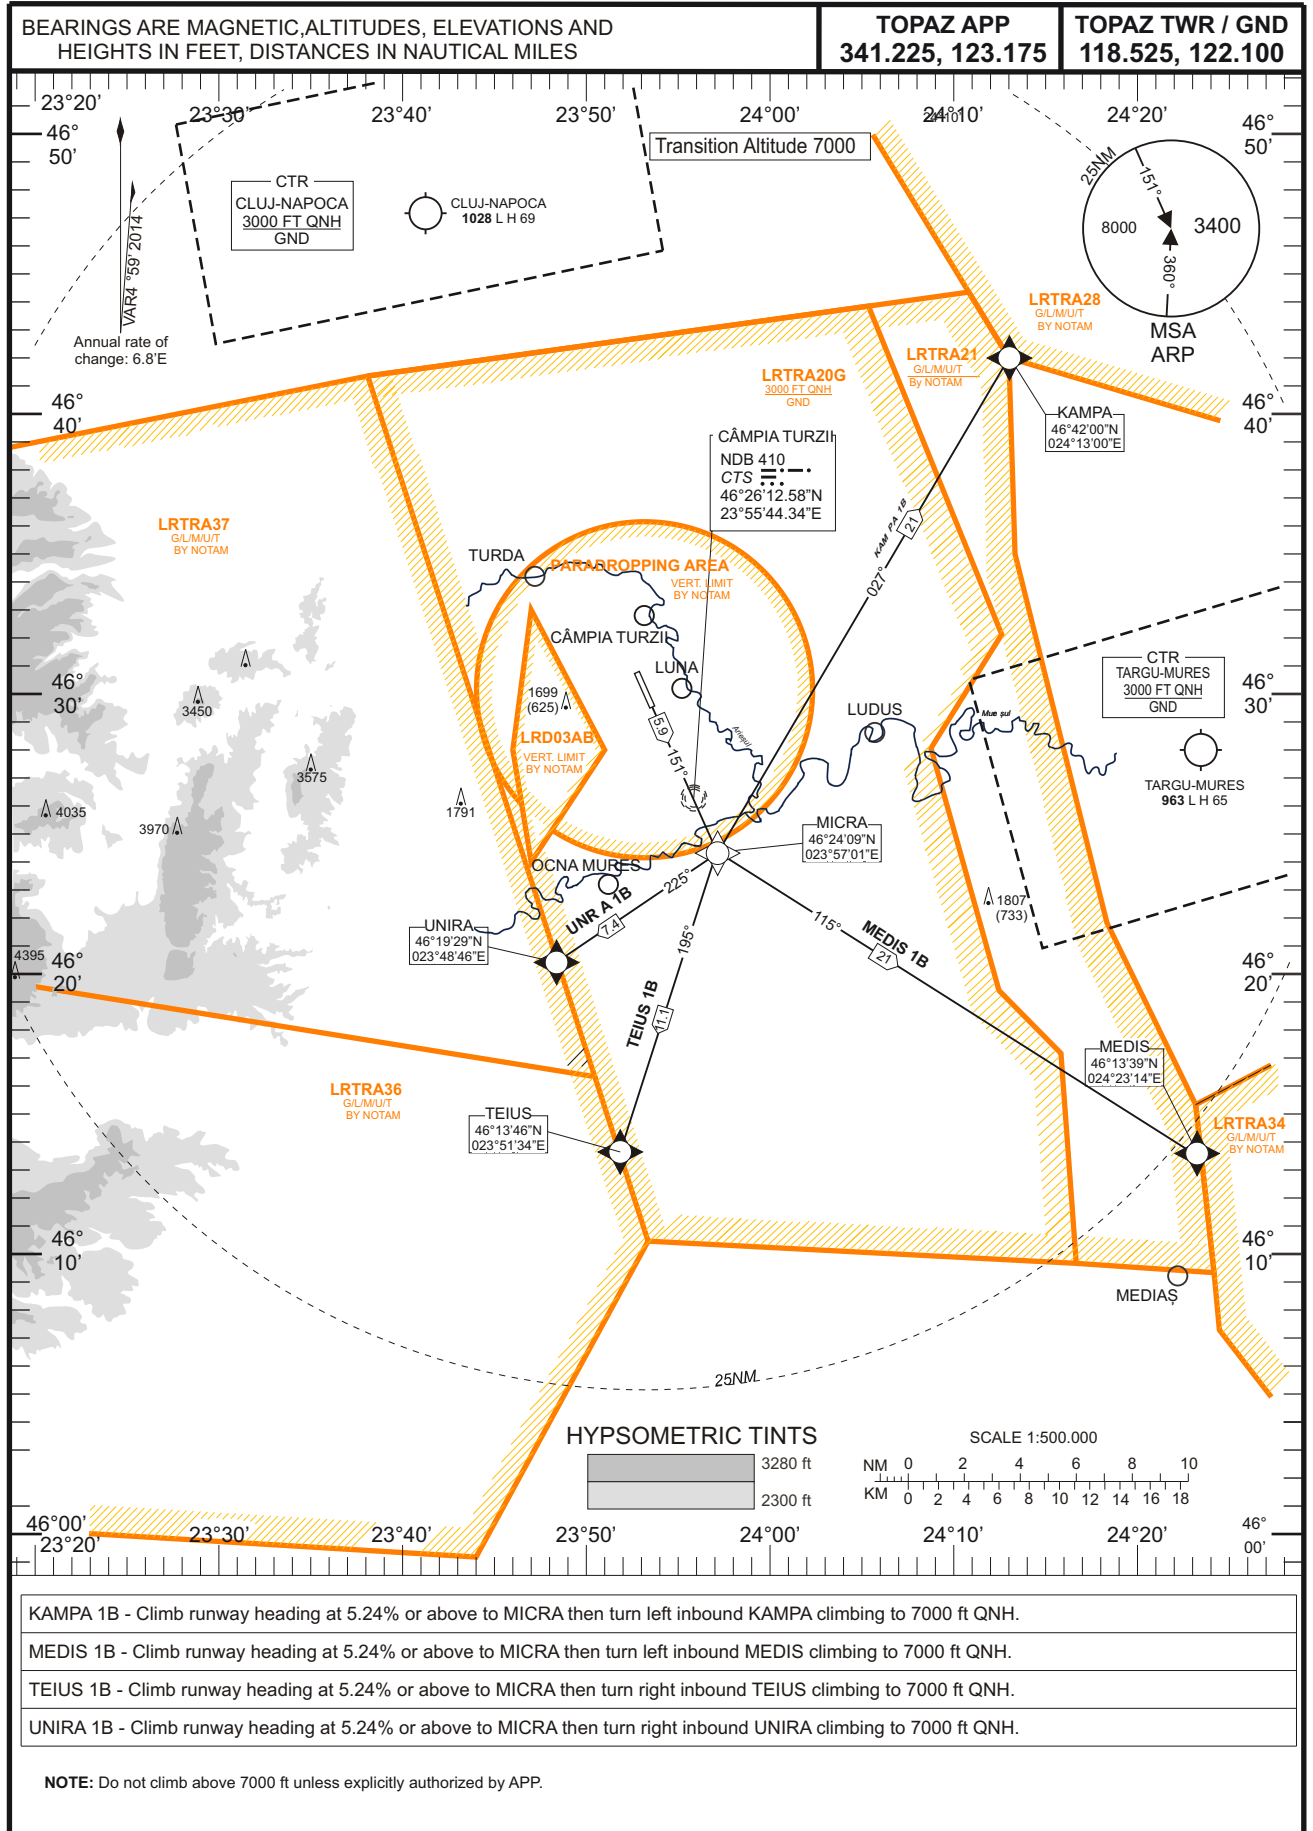 BEARINGS ARE MAGNETIC,ALTITUDES, ELEVATIONS AND
HEIGHTS IN FEET, DISTANCES IN NAUTICAL MILES
TOPAZ APP
341.225, 123.175
TOPAZ TWR / GND
118.525, 122.100
23°20’
23°30’
23°40’
23°50’
24°00’
24°10’
24°20’
46°
50’
46°
50’
Transition Altitude 7000
VAR4 °59’ 2014
Annual rate of
change: 6.8’E
CTR
CLUJ-NAPOCA
3000 FT QNH
GND
CLUJ-NAPOCA
1028 L H 69
25NM
151°
8000
3400
360°
MSA
ARP
LRTRA28
G/L/M/U/T
BY NOTAM
LRTRA21
G/L/M/U/T
By NOTAM
LRTRA20G
3000 FT QNH
GND
46°
40’
46°
40’
KAMPA
46°42'00”N
024°13'00”E
CÂMPIA TURZII
NDB 410
CTS
46°26’12.58”N
23°55’44.34”E
LRTRA37
G/L/M/U/T
BY NOTAM
KAM PA 1B
21
027°
TURDA
PARADROPPING AREA
VERT. LIMIT
BY NOTAM
CÂMPIA TURZII
LUNA
46°
30’
46°
30’
3450
1699
(625)
5.9
151°
Arieșul
LUDUS
CTR
TARGU-MURES
3000 FT QNH
GND
TARGU-MURES
963 L H 65
LRD03AB
VERT. LIMIT
BY NOTAM
3575
4035
3970
1791
MICRA
46°24’09”N
023°57’01”E
OCNA MURES
225°
UNR A 1B
7.4
1807
(733)
UNIRA
46°19’29”N
023°48’46”E
195°
115°
MEDIS 1B
21
4395
46°
20’
46°
20’
TEIUS 1B
11.1
MEDIS
46°13’39”N
024°23’14”E
LRTRA36
G/L/M/U/T
BY NOTAM
TEIUS
46°13’46”N
023°51’34”E
LRTRA34
G/L/M/U/T
BY NOTAM
46°
10’
46°
10’
MEDIAȘ
25NM
HYPSOMETRIC TINTS
3280 ft
2300 ft
SCALE 1:500.000
NM 0 2 4 6 8 10
KM 0 2 4 6 8 10 12 14 16 18
46°00’
23°20’
23°30’
23°40’
23°50’
24°00’
24°10’
24°20’
46°
00’
KAMPA 1B - Climb runway heading at 5.24% or above to MICRA then turn left inbound KAMPA climbing to 7000 ft QNH.
MEDIS 1B - Climb runway heading at 5.24% or above to MICRA then turn left inbound MEDIS climbing to 7000 ft QNH.
TEIUS 1B - Climb runway heading at 5.24% or above to MICRA then turn right inbound TEIUS climbing to 7000 ft QNH.
UNIRA 1B - Climb runway heading at 5.24% or above to MICRA then turn right inbound UNIRA climbing to 7000 ft QNH.
NOTE: Do not climb above 7000 ft unless explicitly authorized by APP.